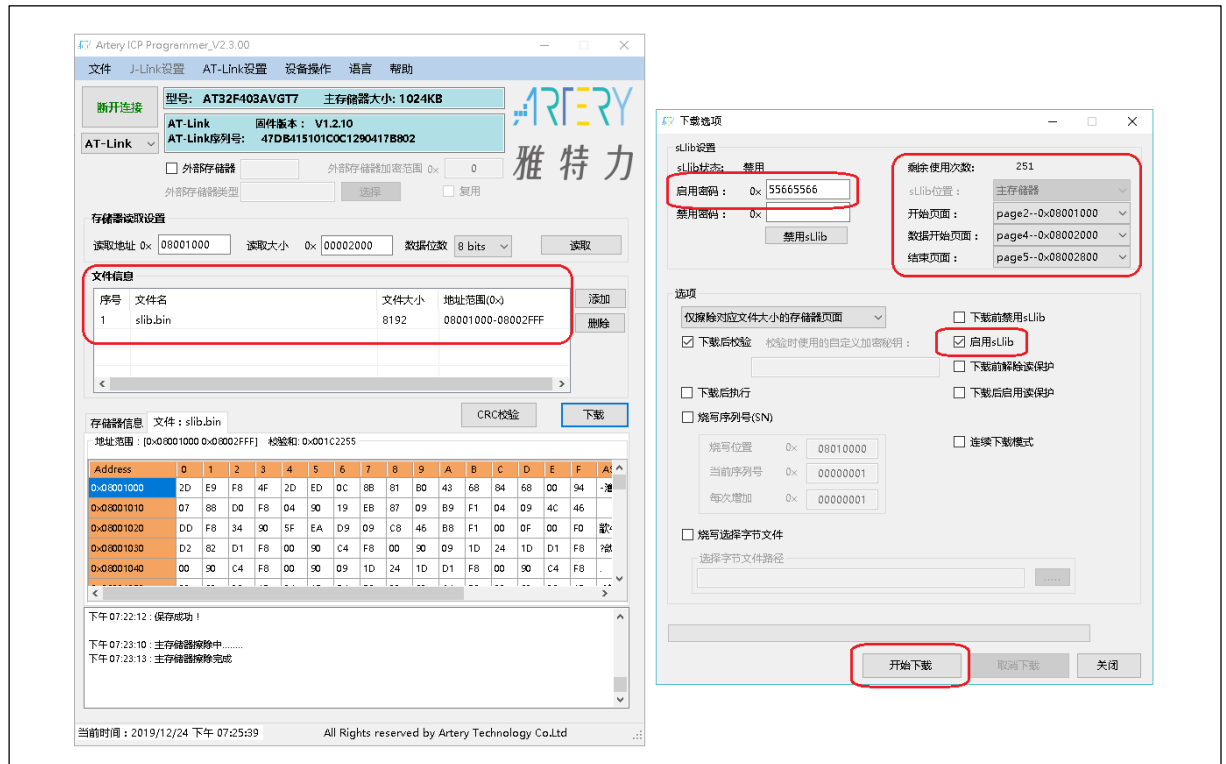 Artery ICP Programmer_V2.3.00
文件 J-Link设置 AT-Link设置 设备操作 语言 帮助
断开连接
型号: AT32F403AVGT7 主存储器大小: 1024KB
AT-Link 固件版本: V1.2.10
AT-Link序列号: 47DB415101C0C1290417B802
AT-Link
ARTERY
雅特力
外部存储器 外部存储器加密范围 0x 0
外部存储器类型 选择 复用
存储器读取设置
读取地址 0x 08001000 读取大小 0x 00002000 数据位数 8 bits 读取
文件信息
序号 文件名 文件大小 地址范围(0x) 添加
1 slib.bin 8192 08001000-08002FFF 删除
CRC校验 下载
存储器信息 文件: slib.bin
地址范围: [0x08001000 0x08002FFF] 校验和: 0x001C2255
Address 0 1 2 3 4 5 6 7 8 9 A B C D E F
0x08001000 2D E9 F8 4F 2D ED 0C 8B 81 B0 43 68 84 68 00 94
0x08001010 07 88 D0 F8 04 90 19 EB 87 09 B9 F1 04 09 4C 46
0x08001020 DD F8 34 90 5F EA D9 09 C8 46 B8 F1 00 0F 00 F0
0x08001030 D2 82 D1 F8 00 90 C4 F8 00 90 09 1D 24 1D D1 F8
0x08001040 00 90 C4 F8 00 90 09 1D 24 1D D1 F8 00 90 C4 F8
下午 07:22:12 : 保存成功!
下午 07:23:10 : 主存储器擦除中........
下午 07:23:13 : 主存储器擦除完成
当前时间: 2019/12/24 下午 07:25:39 All Rights reserved by Artery Technology Co.Ltd
下载选项
sLib设置
sLlib状态: 禁用 剩余使用次数: 251
启用密码: 0x 55665566 sLlib位置: 主存储器
禁用密码: 0x 开始页面: page2--0x08001000
禁用sLlib 数据开始页面: page4--0x08002000
结束页面: page5--0x08002800
选项
仅擦除对应文件大小的存储器页面 下载前禁用sLlib
下载后校验 校验时使用的自定义加密秘钥: 启用sLlib
下载前解除读保护
下载后执行 下载后启用读保护
烧写序列号(SN)
烧写位置 0x 08010000 连续下载模式
当前序列号 0x 00000001
每次增加 0x 00000001
烧写选择字节文件
选择字节文件路径
.....
开始下载 取消下载 关闭